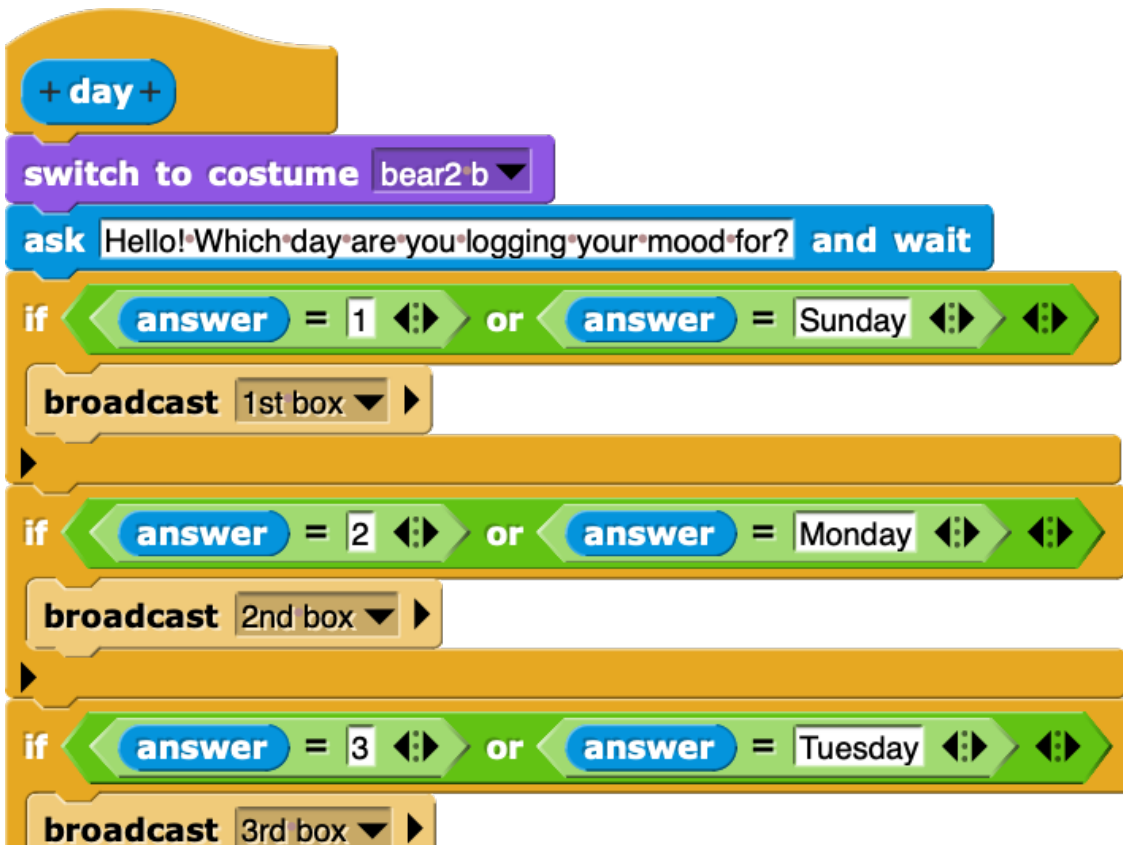 + day +
switch to costume bear2 b
ask Hello! Which day are you logging your mood for? and wait
if answer = 1 or answer = Sunday
broadcast 1st box
if answer = 2 or answer = Monday
broadcast 2nd box
if answer = 3 or answer = Tuesday
broadcast 3rd box